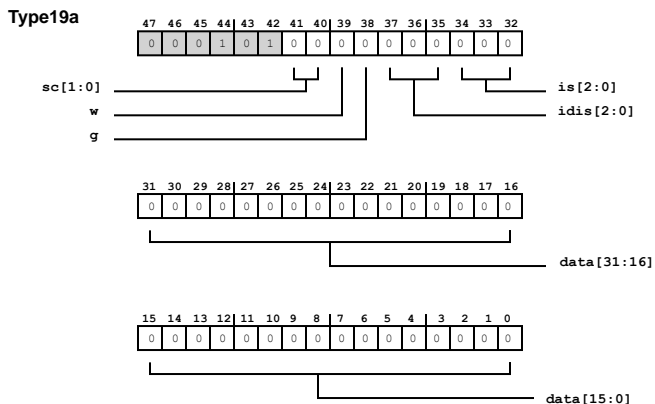 Type19a
47 46 45 44 43 42 41 40 39 38 37 36 35 34 33 32
0 0 0 1 0 1 0 0 0 0 0 0 0 0 0 0
sc[1:0]
is[2:0]
w
idis[2:0]
g
31 30 29 28 27 26 25 24 23 22 21 20 19 18 17 16
0 0 0 0 0 0 0 0 0 0 0 0 0 0 0 0
data[31:16]
15 14 13 12 11 10 9 8 7 6 5 4 3 2 1 0
0 0 0 0 0 0 0 0 0 0 0 0 0 0 0 0
data[15:0]